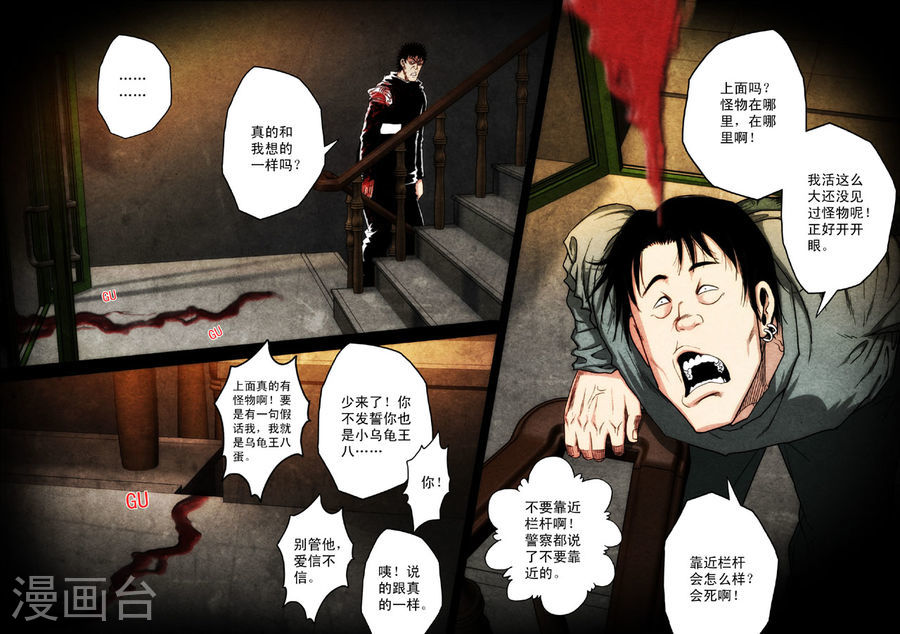 ……
……
真的和
我想的
一样吗？
GU
GU
上面真的有
怪物啊！要
是有一句假
话我，我就
是乌龟王八
蛋。
少来了！你
不发誓你也
是小乌龟王
八……
你！
GU
别管他，
爱信不
信。
咦！说
的跟真
的一样。
上面吗？
怪物在哪
里，在哪
里啊！
我活这么
大还没见
过怪物呢！
正好开开
眼。
不要靠近
栏杆啊！
警察都说
了不要靠
近的。
靠近栏杆
会怎么样？
会死啊！
漫画台